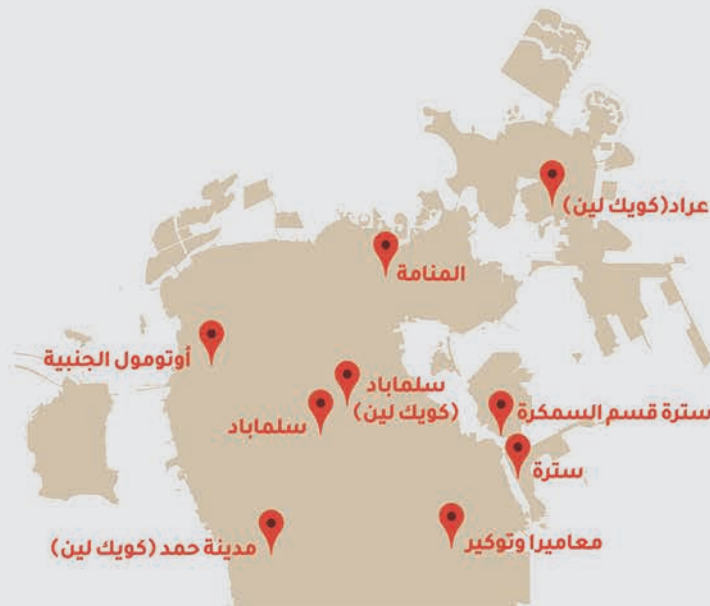 عراد(كويك لين)
المنامة
أوتومول الجنبية
سلماباد
(كويك لين)
سلماباد
سترة قسم السمكرة
سترة
معاميرا وتوكير
مدينة حمد (كويك لين)